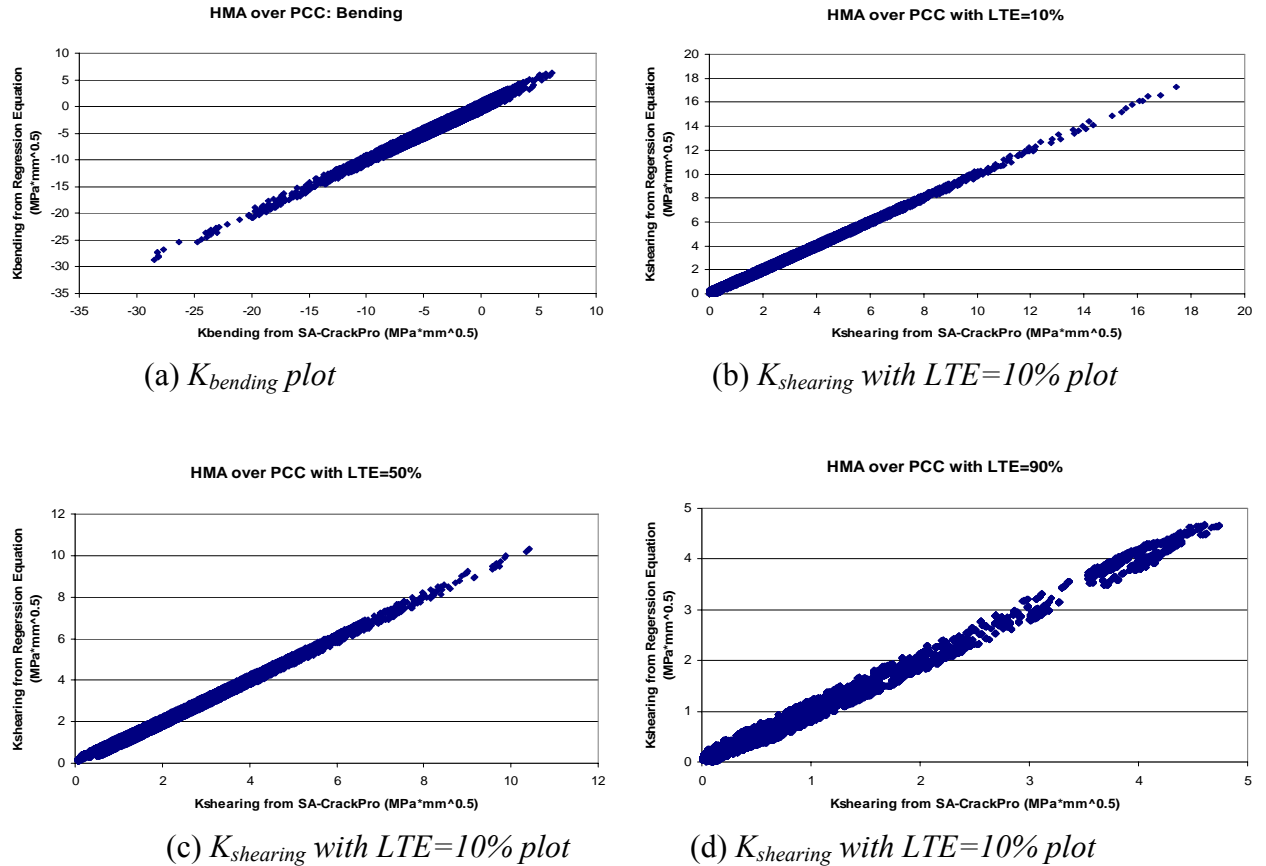 HMA over PCC: Bending
Kbending from Regression Equation
(MPa*mm^0.5)
10
5
0
-5
-10
-15
-20
-25
-30
-35
-35 -30 -25 -20 -15 -10 -5 0 5 10
Kbending from SA-CrackPro (MPa*mm^0.5)
(a) Kbending plot
HMA over PCC with LTE=10%
Kshearing from Regerssion Equation
(MPa*mm^0.5)
20
18
16
14
12
10
8
6
4
2
0
0 2 4 6 8 10 12 14 16 18 20
Kshearing from SA-CrackPro (MPa*mm^0.5)
(b) Kshearing with LTE=10% plot
HMA over PCC with LTE=50%
Kshearing from Regerssion Equation
(MPa*mm^0.5)
12
10
8
6
4
2
0
0 2 4 6 8 10 12
Kshearing from SA-CrackPro (MPa*mm^0.5)
(c) Kshearing with LTE=10% plot
HMA over PCC with LTE=90%
Kshearing from Regerssion Equation
(MPa*mm^0.5)
5
4
3
2
1
0
0 1 2 3 4 5
Kshearing from SA-CrackPro (MPa*mm^0.5)
(d) Kshearing with LTE=10% plot